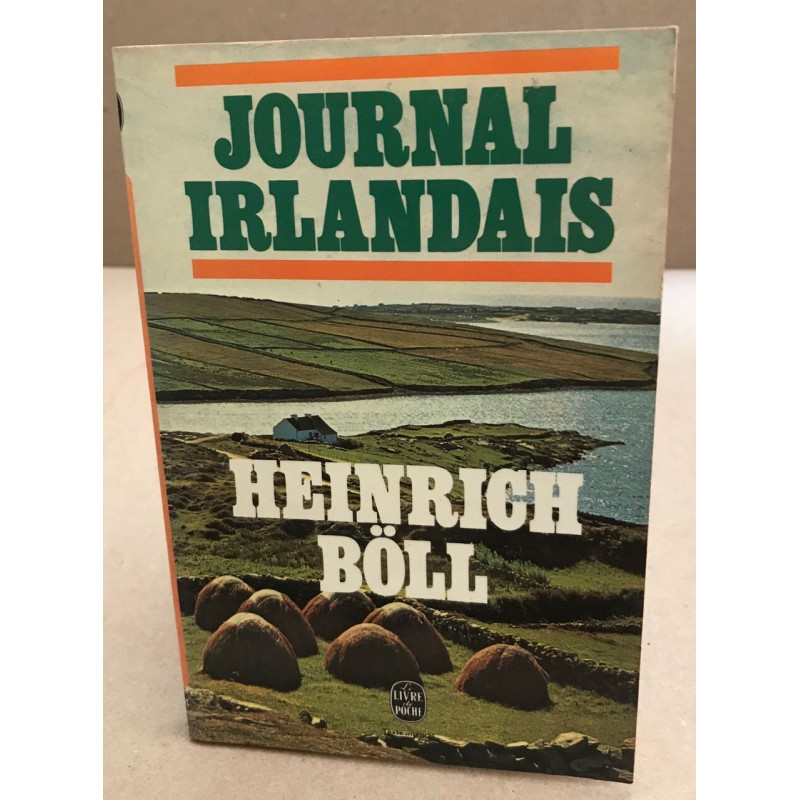 JOURNAL
IRLANDAIS
HEINRICH
BÖLL
Le
LIVRE
de
POCHE